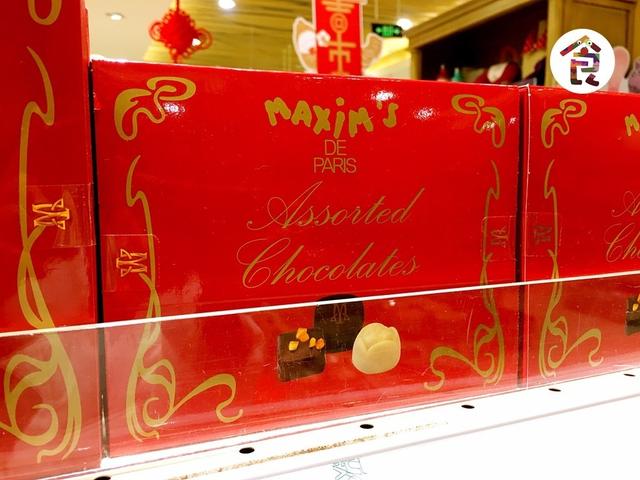 食
MAXIM'S
DE
PARIS
Assorted
Chocolates